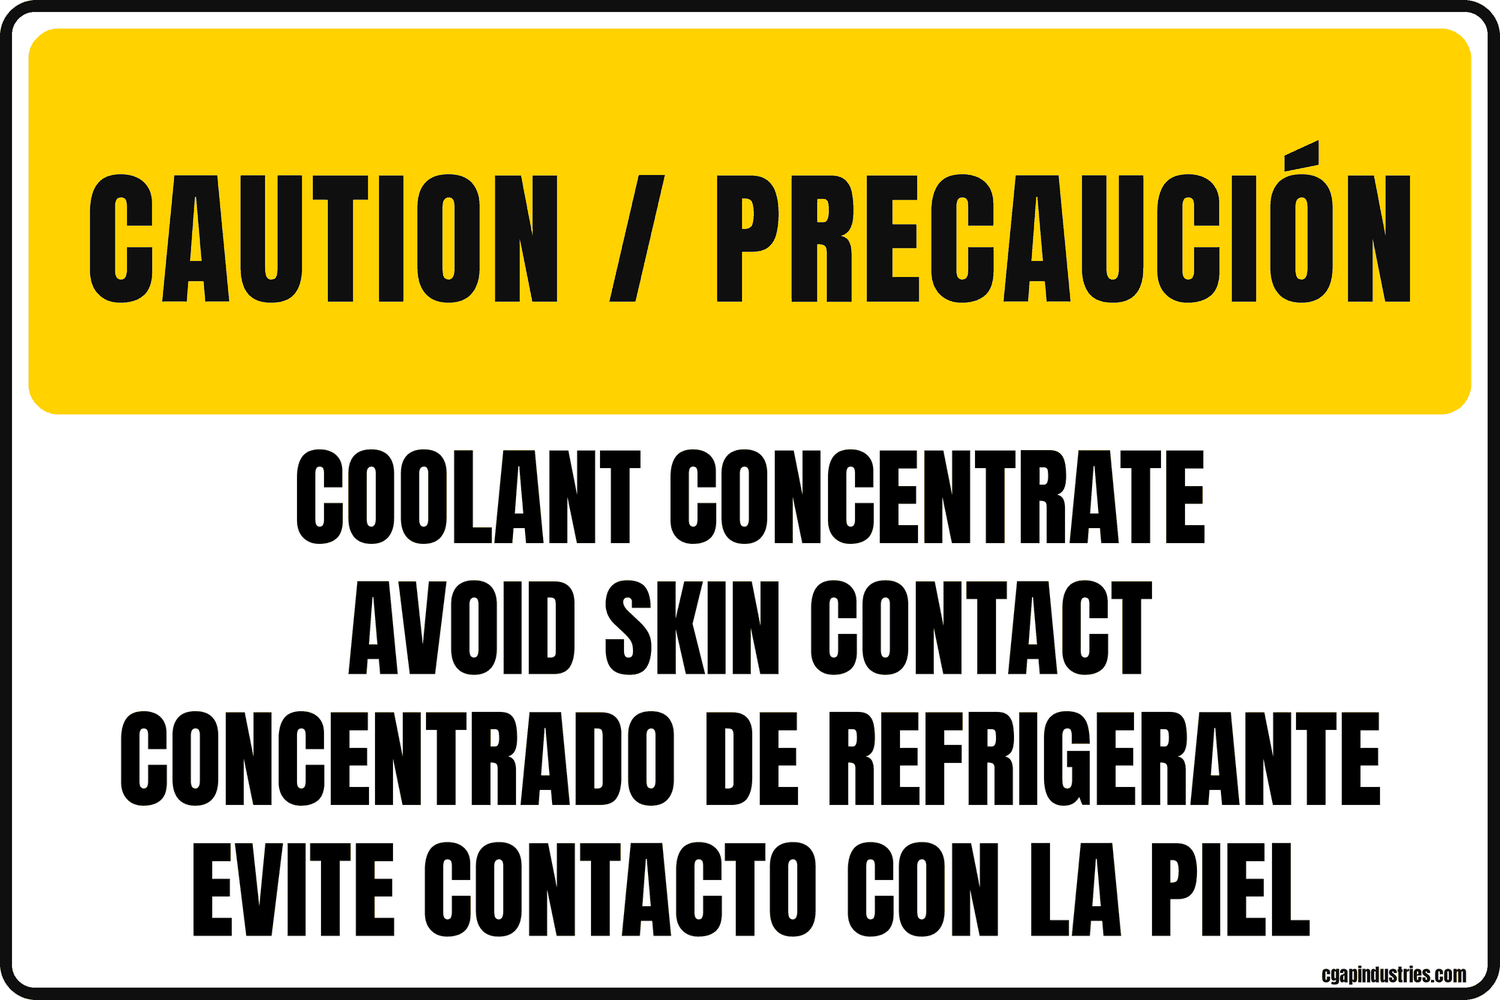 CAUTION / PRECAUCIÓN
COOLANT CONCENTRATE
AVOID SKIN CONTACT
CONCENTRADO DE REFRIGERANTE
EVITE CONTACTO CON LA PIEL
cgapindustries.com